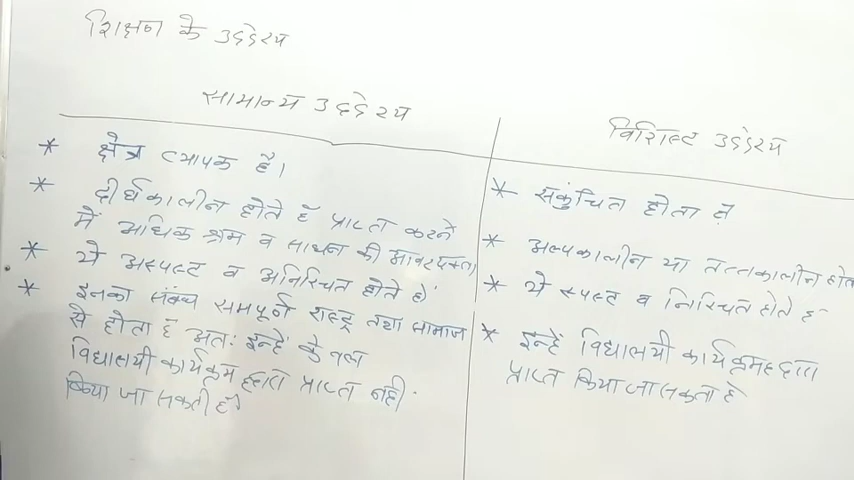 शिक्षण के उद्देश्य
सामान्य उद्देश्य
* क्षेत्र व्यापक है।
* दीर्घकालीन होते हैं प्राप्त करने
में अधिक श्रम व साधन की आवश्यकता
* ये अस्पष्ट व अनिश्चित होते हैं
* इनका संबंध सम्पूर्ण राष्ट्र तथा समाज
से होता है अतः इन्हें केवल
विद्यालयी कार्यक्रम द्वारा प्राप्त नही
किया जा सकता है
विशिष्ट उद्देश्य
* संकुंचित होता है
* अल्पकालीन या तत्कालीन होते
* ये स्पष्ट व निश्चित होते है
* इन्हें विद्यालयी कार्यक्रम द्वारा
प्राप्त किया जा सकता है